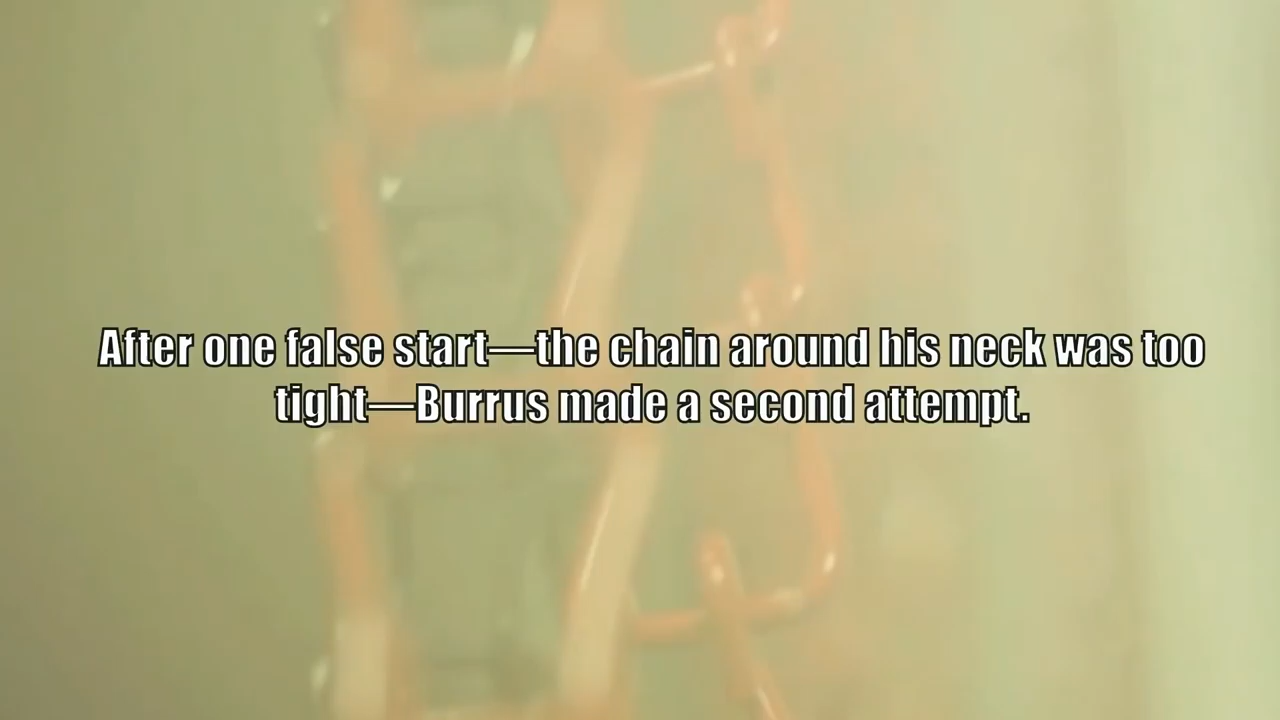 After one false start—the chain around his neck was too
tight—Burrus made a second attempt.